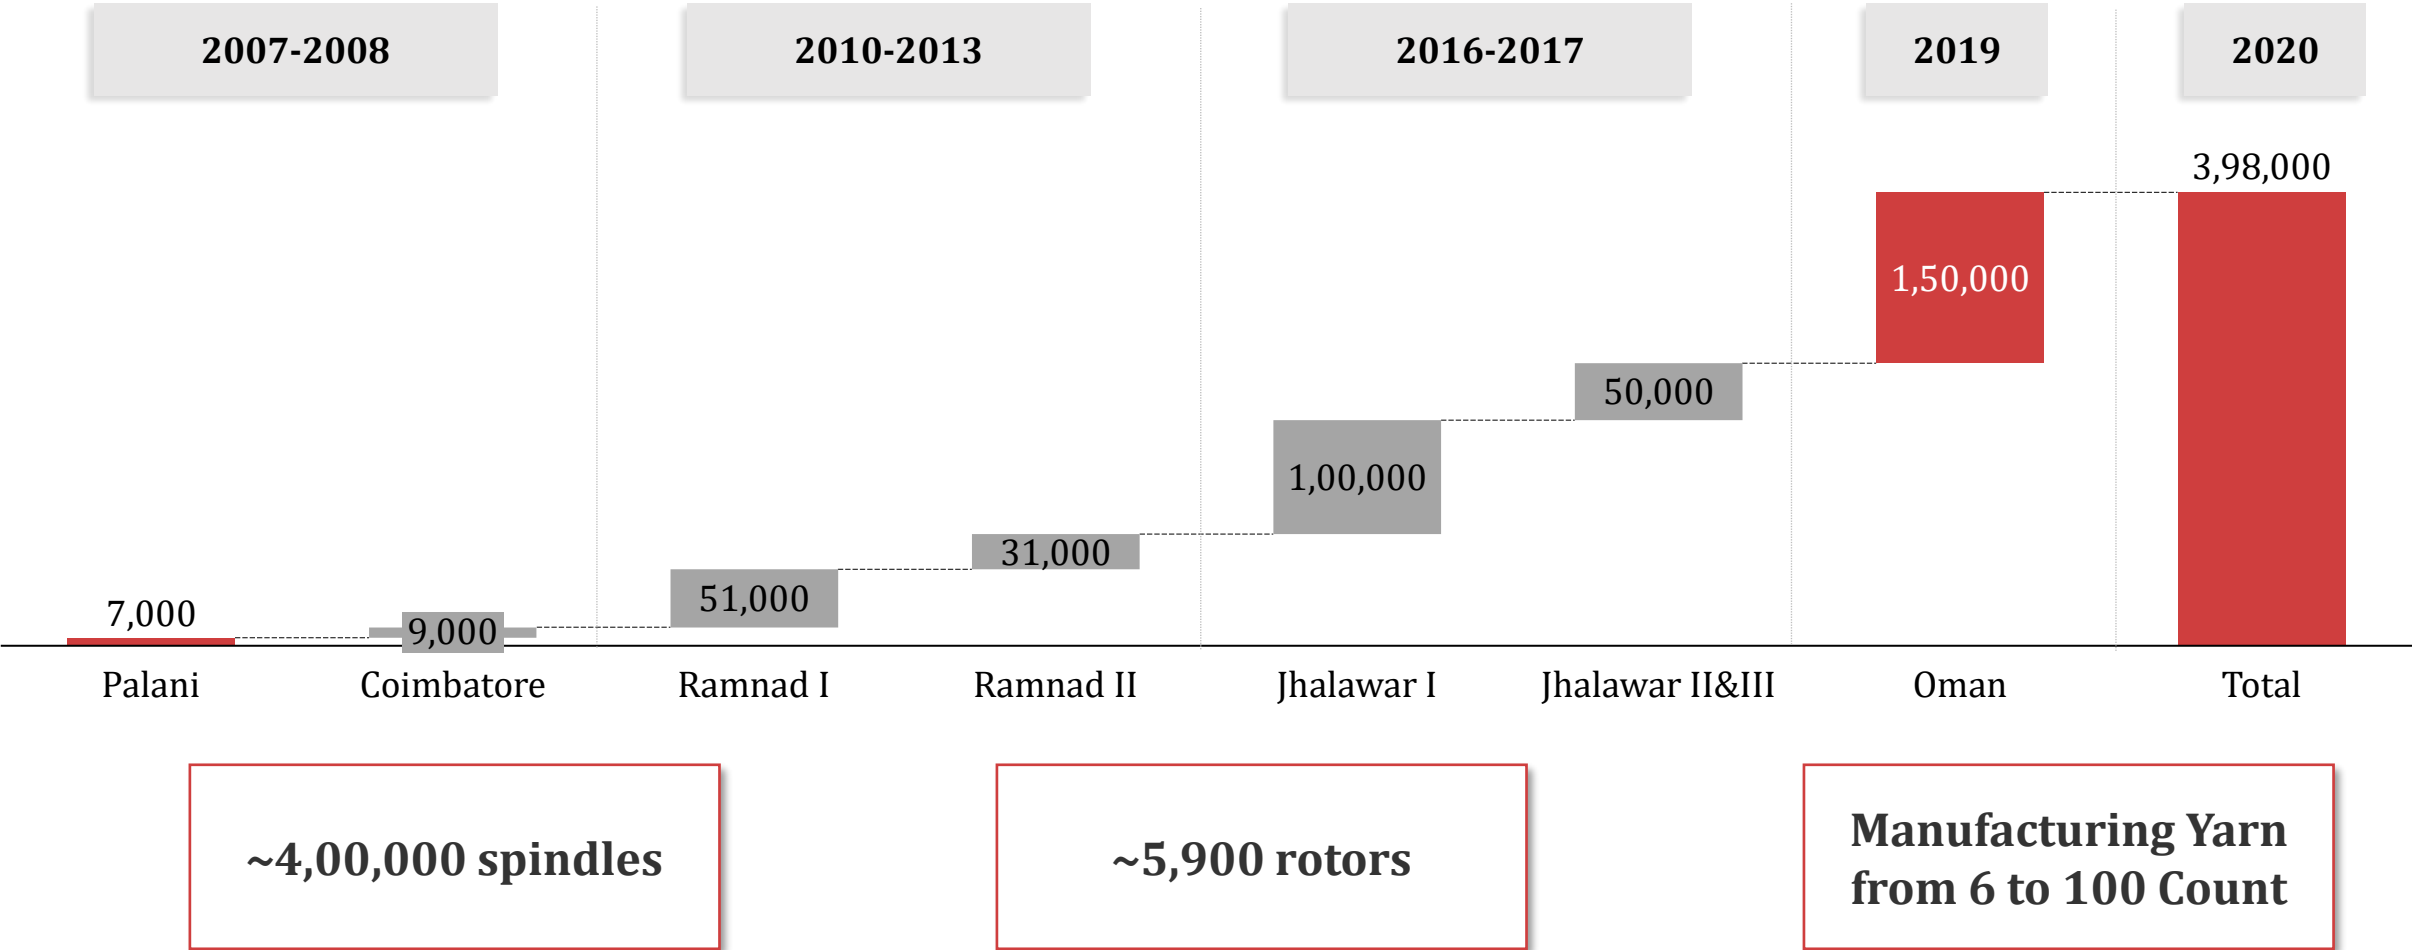 2007-2008
2010-2013
2016-2017
2019
2020
3,98,000
1,50,000
50,000
1,00,000
31,000
51,000
9,000
7,000
Palani
Coimbatore
Ramnad I
Ramnad II
Jhalawar I
Jhalawar II&III
Oman
Total
~4,00,000 spindles
~5,900 rotors
Manufacturing Yarn
from 6 to 100 Count